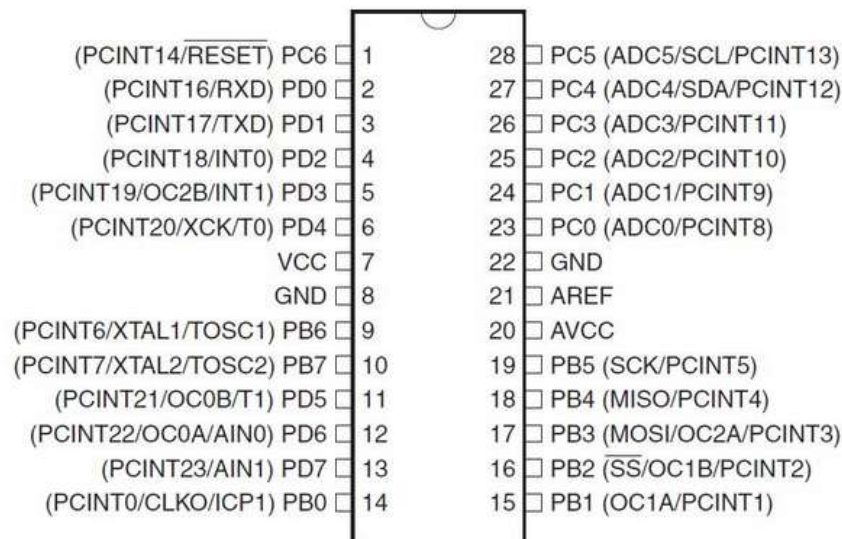 (PCINT14/RESET) PC6 1
(PCINT16/RXD) PD0 2
(PCINT17/TXD) PD1 3
(PCINT18/INT0) PD2 4
(PCINT19/OC2B/INT1) PD3 5
(PCINT20/XCK/T0) PD4 6
VCC 7
GND 8
(PCINT6/XTAL1/TOSC1) PB6 9
(PCINT7/XTAL2/TOSC2) PB7 10
(PCINT21/OC0B/T1) PD5 11
(PCINT22/OC0A/AIN0) PD6 12
(PCINT23/AIN1) PD7 13
(PCINT0/CLKO/ICP1) PB0 14
28 PC5 (ADC5/SCL/PCINT13)
27 PC4 (ADC4/SDA/PCINT12)
26 PC3 (ADC3/PCINT11)
25 PC2 (ADC2/PCINT10)
24 PC1 (ADC1/PCINT9)
23 PC0 (ADC0/PCINT8)
22 GND
21 AREF
20 AVCC
19 PB5 (SCK/PCINT5)
18 PB4 (MISO/PCINT4)
17 PB3 (MOSI/OC2A/PCINT3)
16 PB2 (SS/OC1B/PCINT2)
15 PB1 (OC1A/PCINT1)